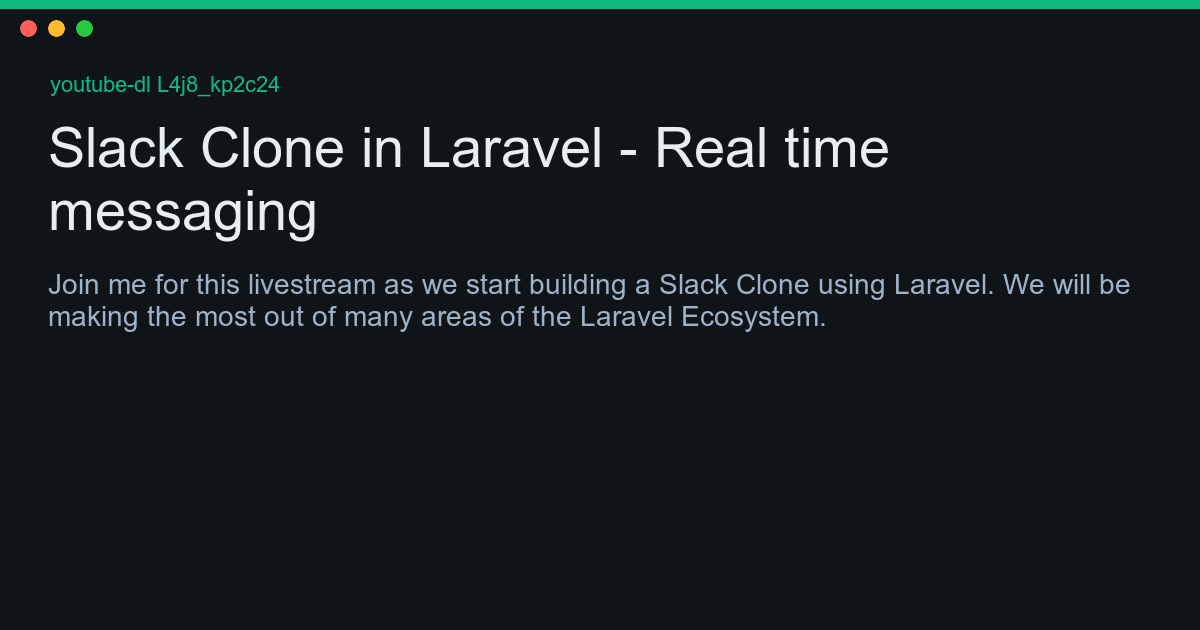 youtube-dl L4j8_kp2c24
Slack Clone in Laravel - Real time
messaging
Join me for this livestream as we start building a Slack Clone using Laravel. We will be
making the most out of many areas of the Laravel Ecosystem.